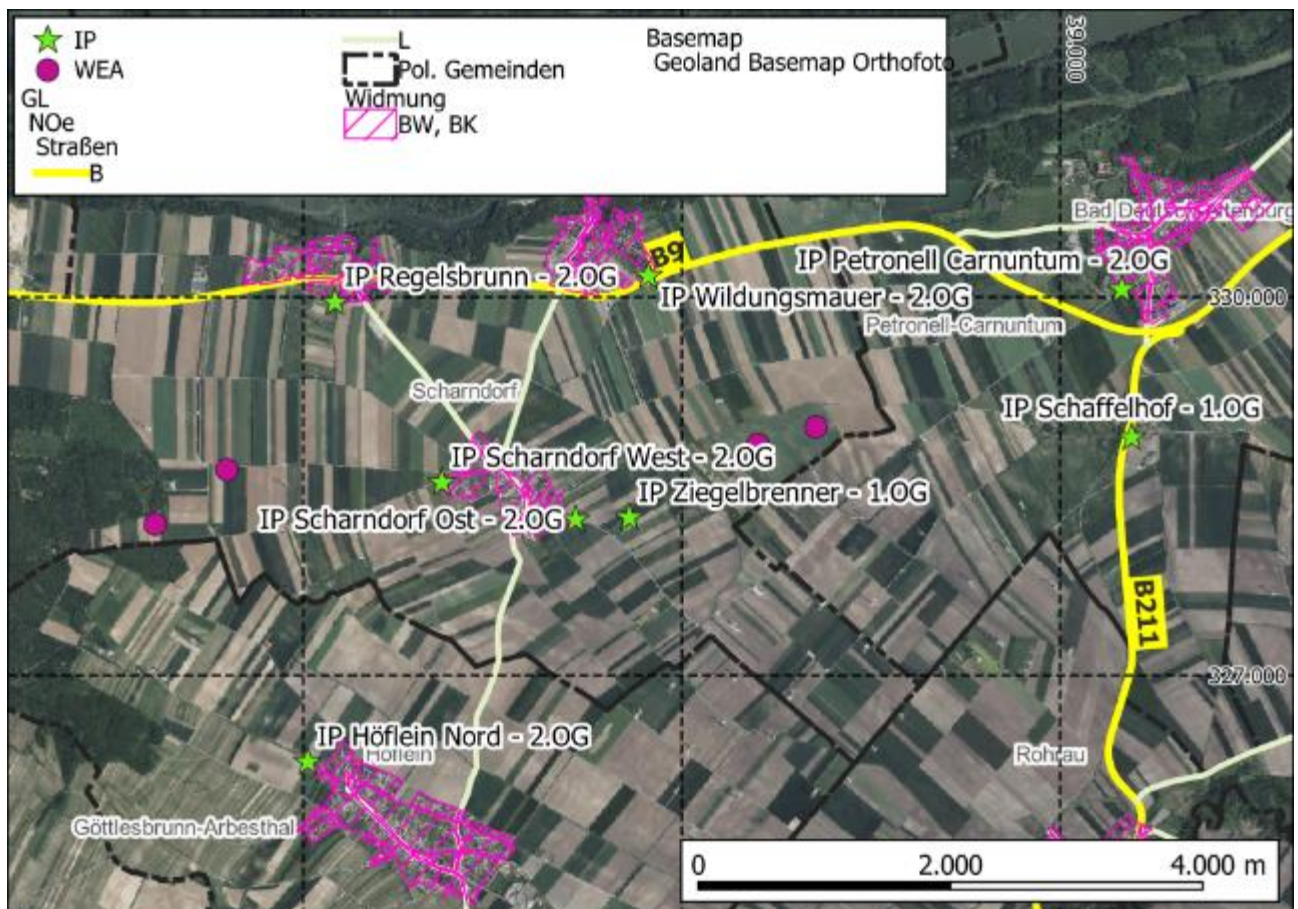 IP
WEA
GL
NOe
Straßen
B
L
Pol. Gemeinden
Widmung
BW, BK
Basemap
Geoland Basemap Orthofoto
39.000
Bad Deutsch-Altenburg
B9
IP Regelsbrunn - 2.OG
IP Petronell Carnuntum - 2.OG
IP Wildungsmauer - 2.OG
330.000
Petronell-Carnuntum
Scharndorf
IP Schaffelhof - 1.OG
IP Scharndorf West - 2.OG
IP Ziegelbrenner - 1.OG
IP Scharndorf Ost - 2.OG
B211
327.000
IP Höflein Nord - 2.OG
Höflein
Rohrau
Göttlesbrunn-Arbesthal
0 2.000 4.000 m